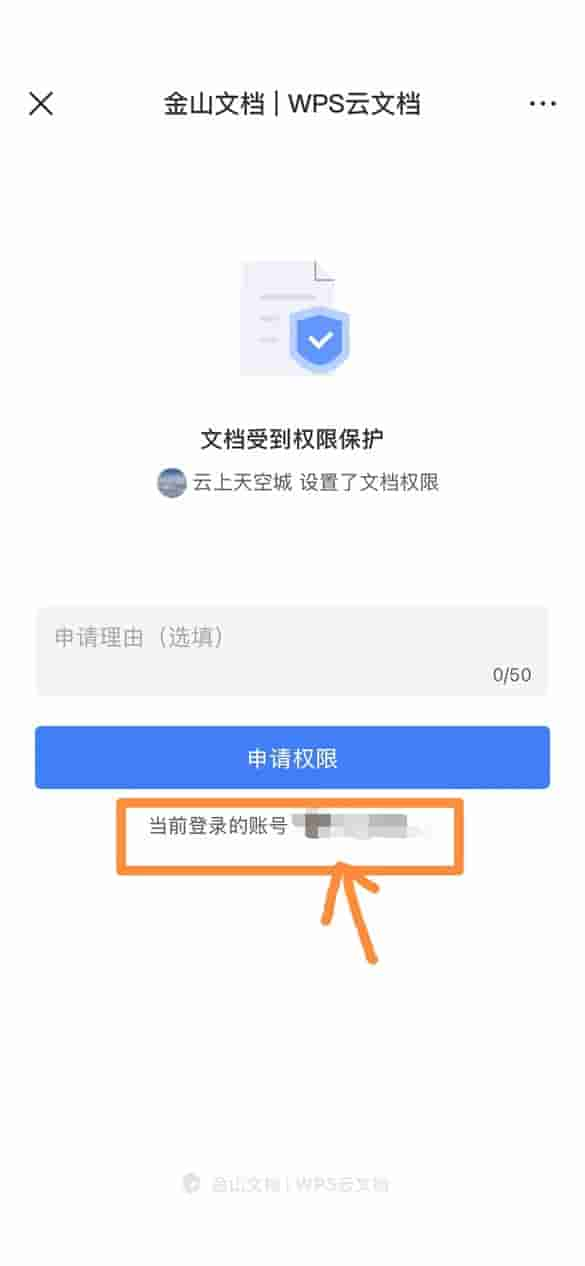 金山文档 | WPS云文档
文档受到权限保护
云上天空城 设置了文档权限
申请理由（选填）
0/50
申请权限
当前登录的账号
金山文档 | WPS云文档